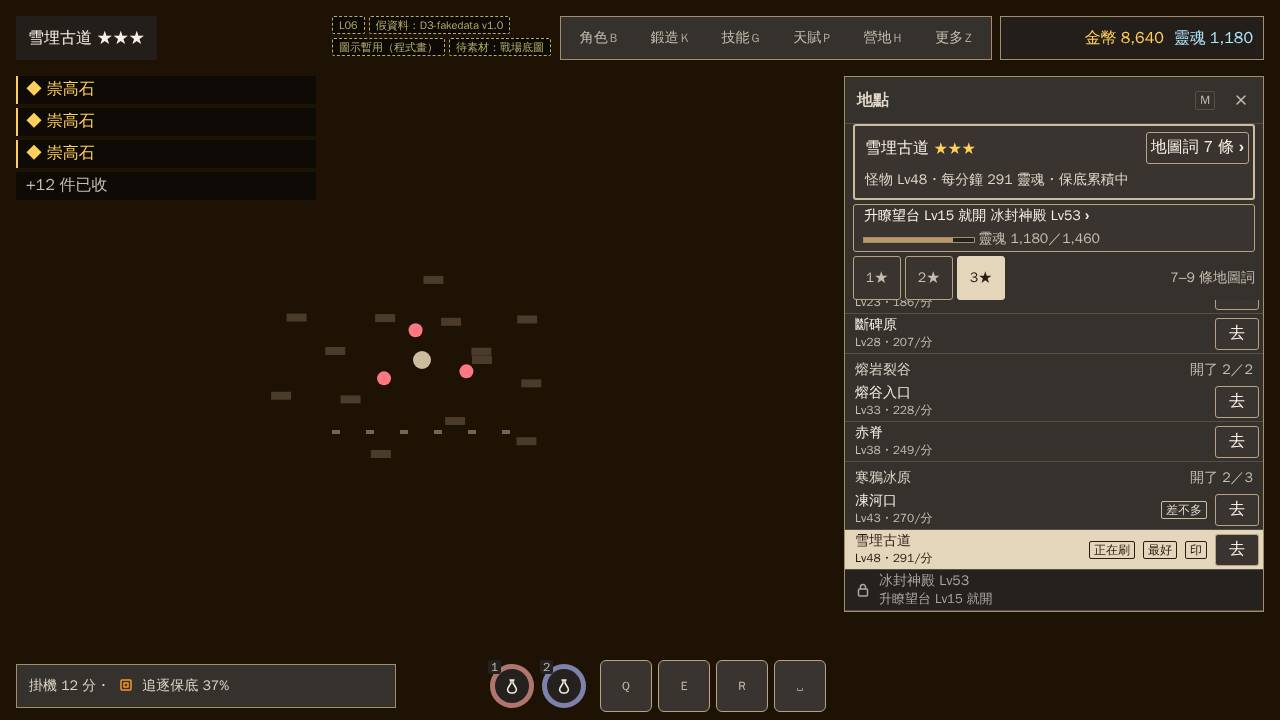 雪埋古道 ★★★
L06 假資料：D3-fakedata v1.0
圖示暫用（程式畫） 待素材：戰場底圖
角色B 鍛造K 技能G 天賦P 營地H 更多Z
金幣 8,640 靈魂 1,180
◆ 崇高石
◆ 崇高石
◆ 崇高石
+12 件已收
地點 M ×
雪埋古道 ★★★ 地圖詞 7 條 ›
怪物 Lv48・每分鐘 291 靈魂・保底累積中
升瞭望台 Lv15 就開 冰封神殿 Lv53 ›
靈魂 1,180／1,460
1★ 2★ 3★ 7–9 條地圖詞
Lv23・186/分
斷碑原
Lv28・207/分 去
熔岩裂谷 開了 2／2
熔谷入口
Lv33・228/分 去
赤脊
Lv38・249/分 去
寒鴉冰原 開了 2／3
凍河口
Lv43・270/分 差不多 去
雪埋古道
Lv48・291/分 正在刷 最好 印 去
冰封神殿 Lv53
升瞭望台 Lv15 就開
掛機 12 分・ 追逐保底 37%
1 2 Q E R ␣